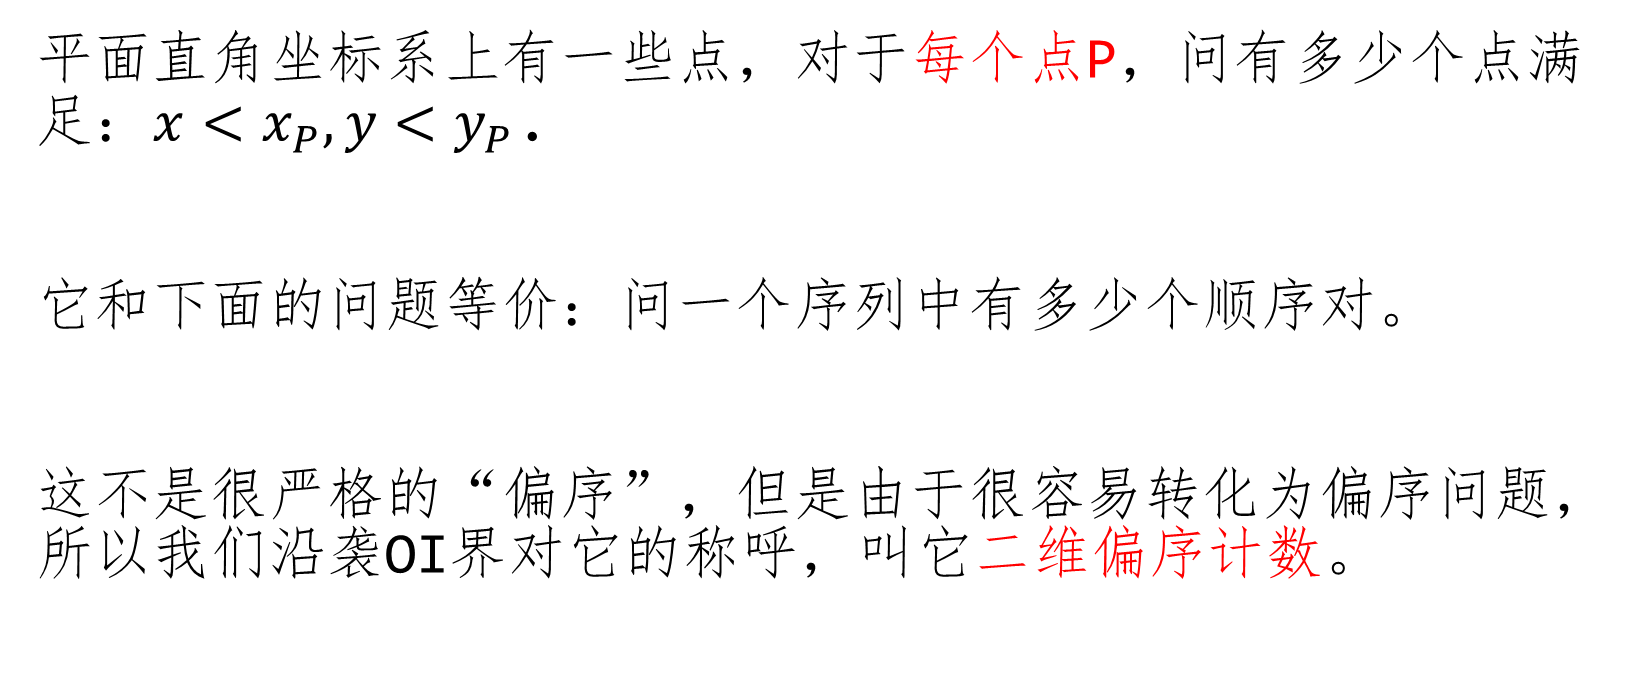 平面直角坐标系上有一些点，对于每个点P，问有多少个点满
足：x < x_P, y < y_P .
它和下面的问题等价：问一个序列中有多少个顺序对。
这不是很严格的“偏序”，但是由于很容易转化为偏序问题，
所以我们沿袭OI界对它的称呼，叫它二维偏序计数。